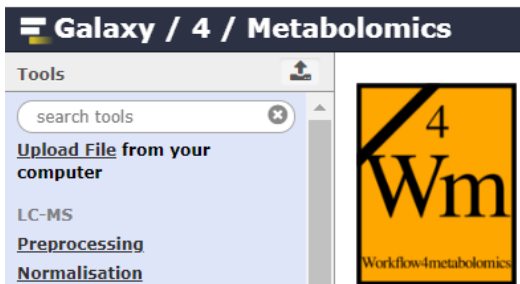 Galaxy / 4 / Metabolomics
Tools
search tools
Upload File from your
computer
LC-MS
Preprocessing
Normalisation
4
Wm
Workflow4metabolomics